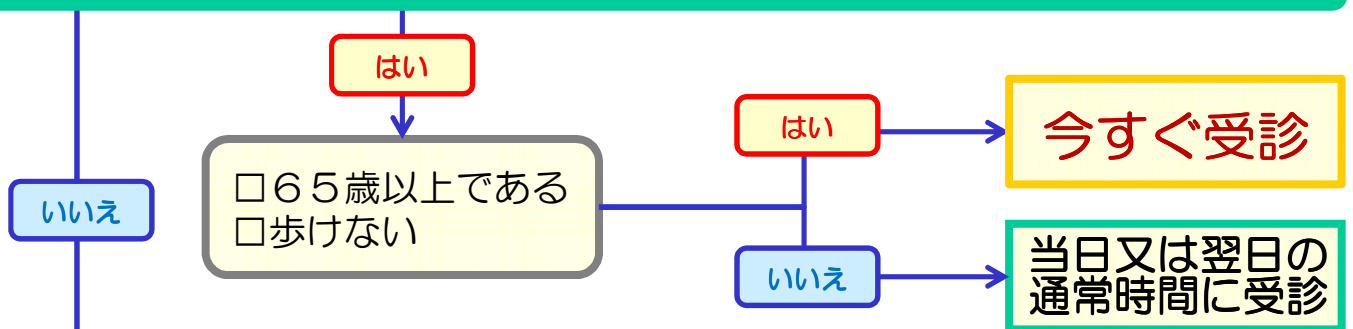 はい
いいえ
□６５歳以上である
□歩けない
はい
今すぐ受診
いいえ
当日又は翌日の
通常時間に受診